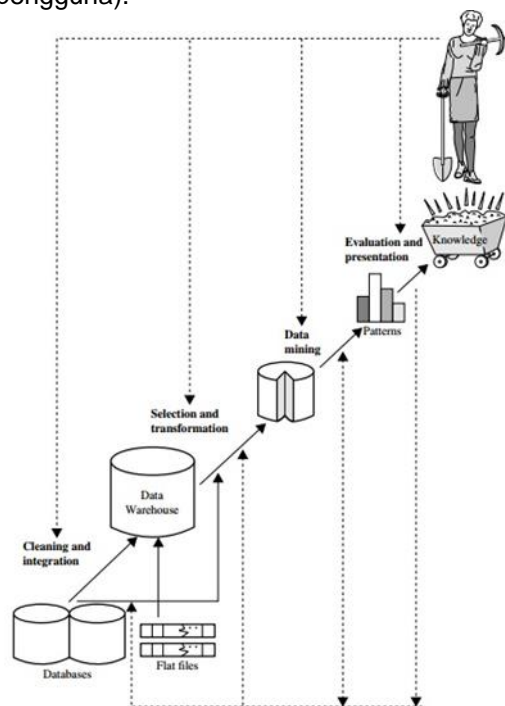 pengguna).
Knowledge
Evaluation and
presentation
Patterns
Data
mining
Selection and
transformation
Data
Warehouse
Cleaning and
integration
Flat files
Databases